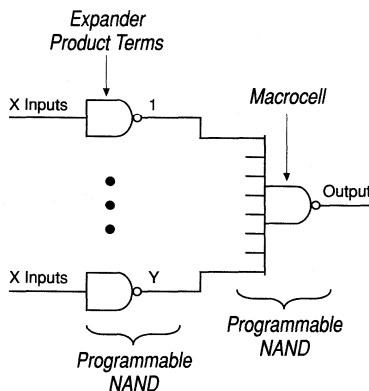 Expander
Product Terms
X Inputs
1
Macrocell
Output
X Inputs
Y
Programmable
NAND
Programmable
NAND